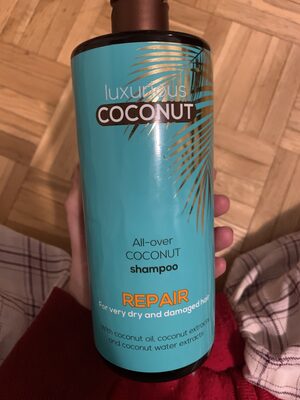 luxurious
COCONUT
All-over
COCONUT
shampoo
REPAIR
For very dry and damaged hair
With coconut oil, coconut extracts
and coconut water extracts